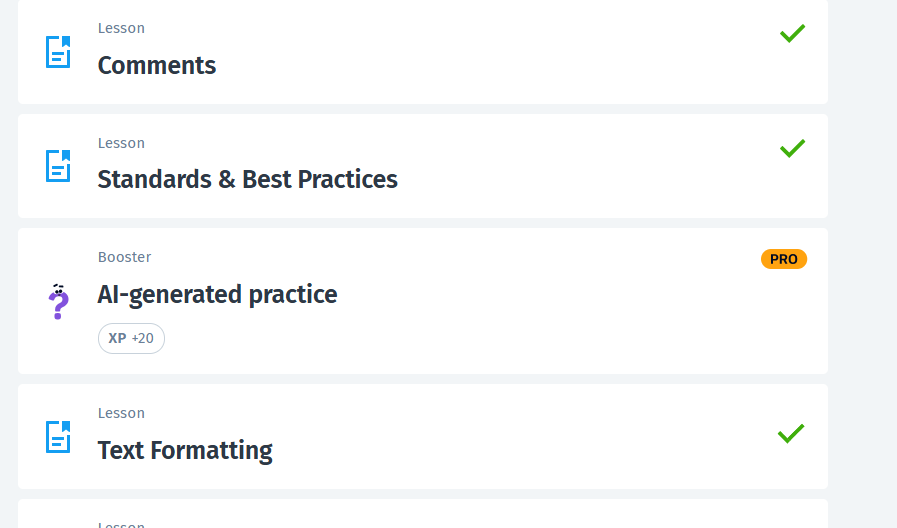 Lesson
Comments
Lesson
Standards & Best Practices
Booster
PRO
AI-generated practice
XP +20
Lesson
Text Formatting
Lesson